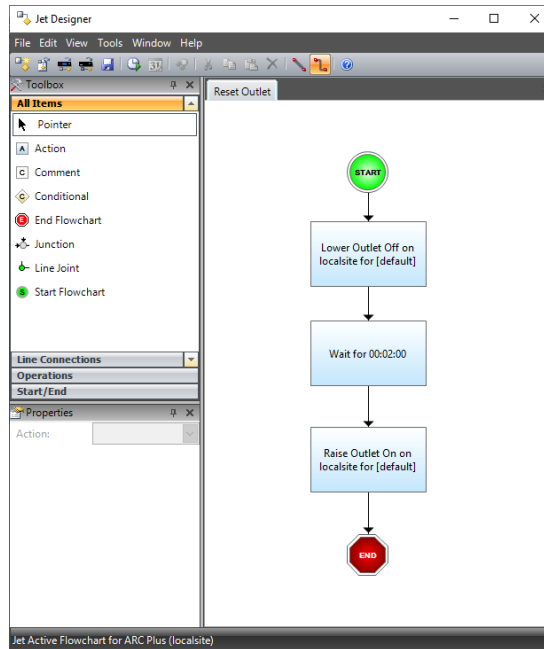 Jet Designer
File Edit View Tools Window Help
Toolbox
All Items
Pointer
A Action
C Comment
C Conditional
E End Flowchart
Junction
Line Joint
S Start Flowchart
Line Connections
Operations
Start/End
Properties
Action:
Reset Outlet
START
Lower Outlet Off on
localsite for [default]
Wait for 00:02:00
Raise Outlet On on
localsite for [default]
END
Jet Active Flowchart for ARC Plus (localsite)